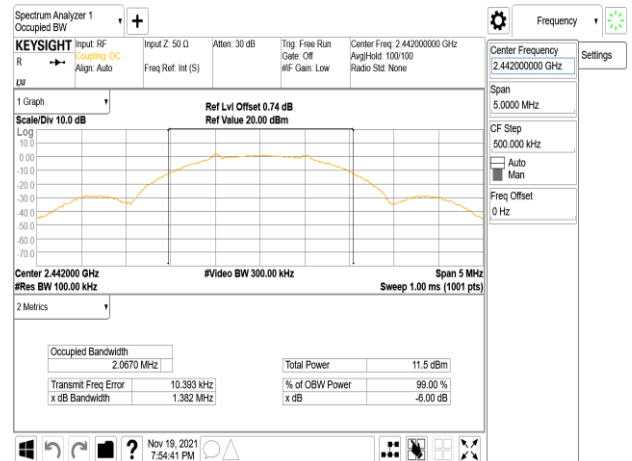 Spectrum Analyzer 1
Occupied BW
Frequency
KEYSIGHT
R
LXI
Input: RF
Coupling: DC
Align: Auto
Input Z: 50 Ω
Freq Ref: Int (S)
Atten: 30 dB
Trig: Free Run
Gate: Off
#IF Gain: Low
Center Freq: 2.442000000 GHz
Avg|Hold: 100/100
Radio Std: None
Center Frequency
2.442000000 GHz
Settings
Span
5.0000 MHz
CF Step
500.000 kHz
Auto
Man
Freq Offset
0 Hz
1 Graph
Scale/Div 10.0 dB
Ref Lvl Offset 0.74 dB
Ref Value 20.00 dBm
Log
10.0
0.00
-10.0
-20.0
-30.0
-40.0
-50.0
-60.0
-70.0
Center 2.442000 GHz
#Video BW 300.00 kHz
Span 5 MHz
#Res BW 100.00 kHz
Sweep 1.00 ms (1001 pts)
2 Metrics
Occupied Bandwidth
2.0670 MHz
Total Power 11.5 dBm
Transmit Freq Error 10.393 kHz
% of OBW Power 99.00 %
x dB Bandwidth 1.382 MHz
x dB -6.00 dB
?
Nov 19, 2021
7:54:41 PM